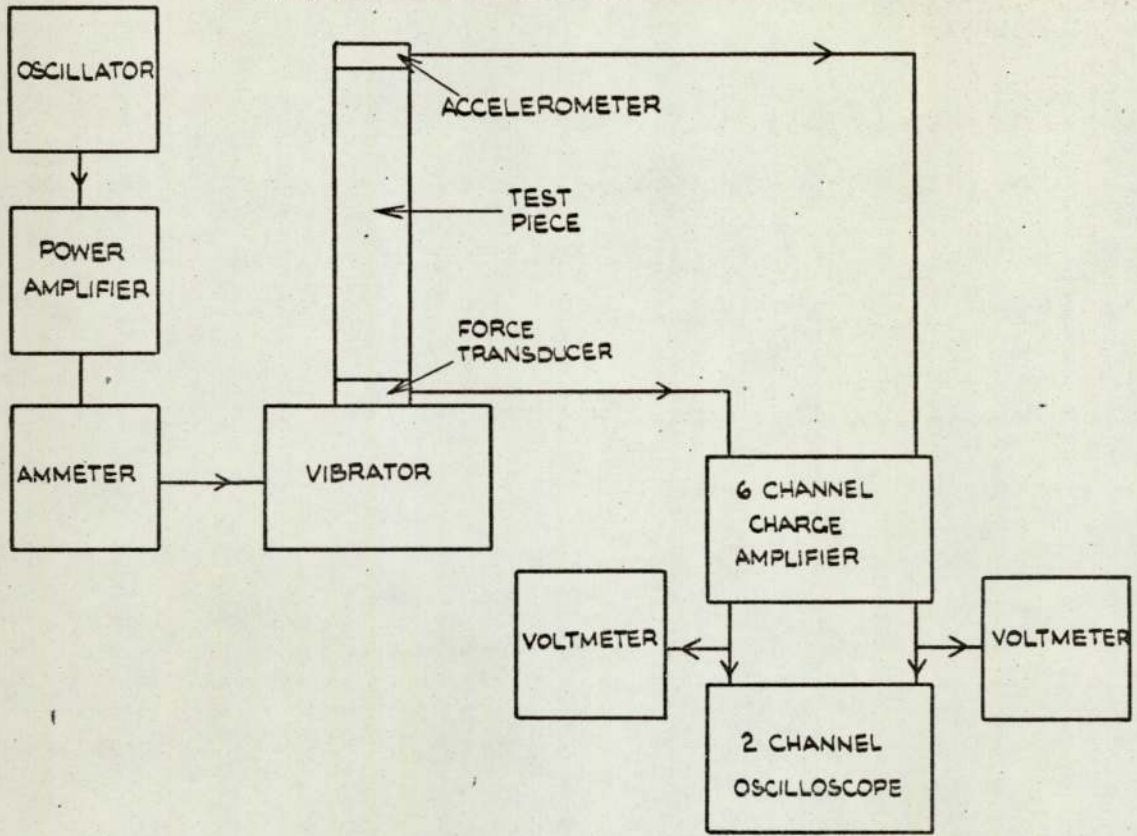 OSCILLATOR
POWER
AMPLIFIER
AMMETER
VIBRATOR
ACCELEROMETER
TEST
PIECE
FORCE
TRANSDUCER
6 CHANNEL
CHARGE
AMPLIFIER
VOLTMETER
VOLTMETER
2 CHANNEL
OSCILLOSCOPE